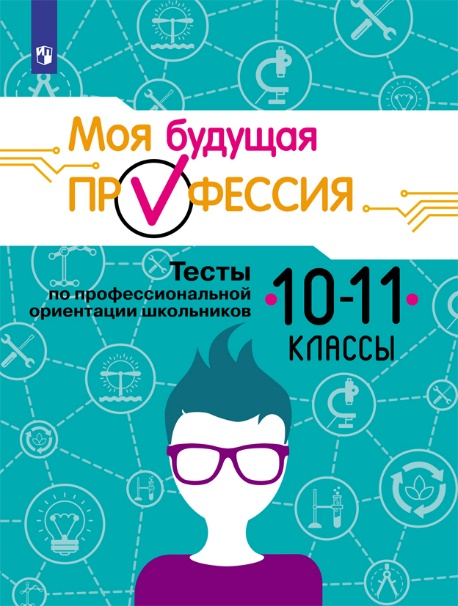 Моя будущая
ПРОФЕССИЯ
Тесты
по профессиональной
ориентации школьников
10-11
КЛАССЫ